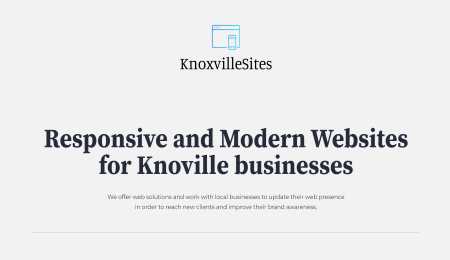 KnoxvilleSites
Responsive and Modern Websites
for Knoville businesses
We offer web solutions and work with local businesses to update their web presence
in order to reach new clients and improve their brand awareness.